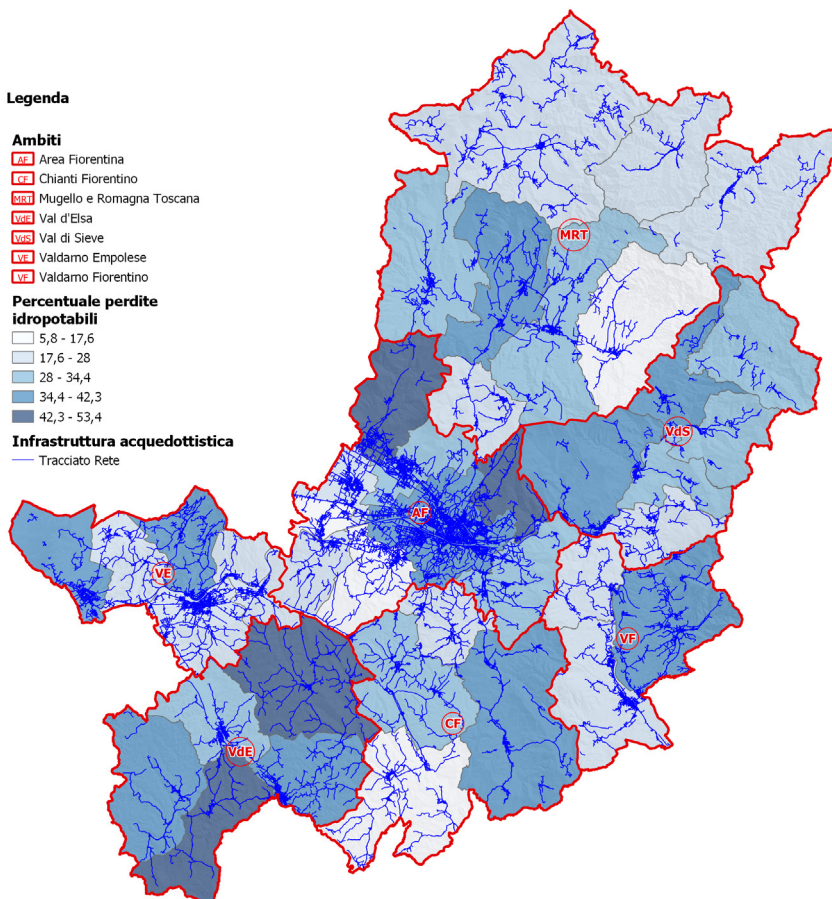 Legenda
Ambiti
AF Area Fiorentina
CF Chianti Fiorentino
MRT Mugello e Romagna Toscana
VdE Val d'Elsa
VdS Val di Sieve
VE Valdarno Empolese
VF Valdarno Fiorentino
Percentuale perdite
idropotabili
5,8 - 17,6
17,6 - 28
28 - 34,4
34,4 - 42,3
42,3 - 53,4
Infrastruttura acquedottistica
Tracciato Rete
MRT
VdS
AF
VE
VF
CF
VdE